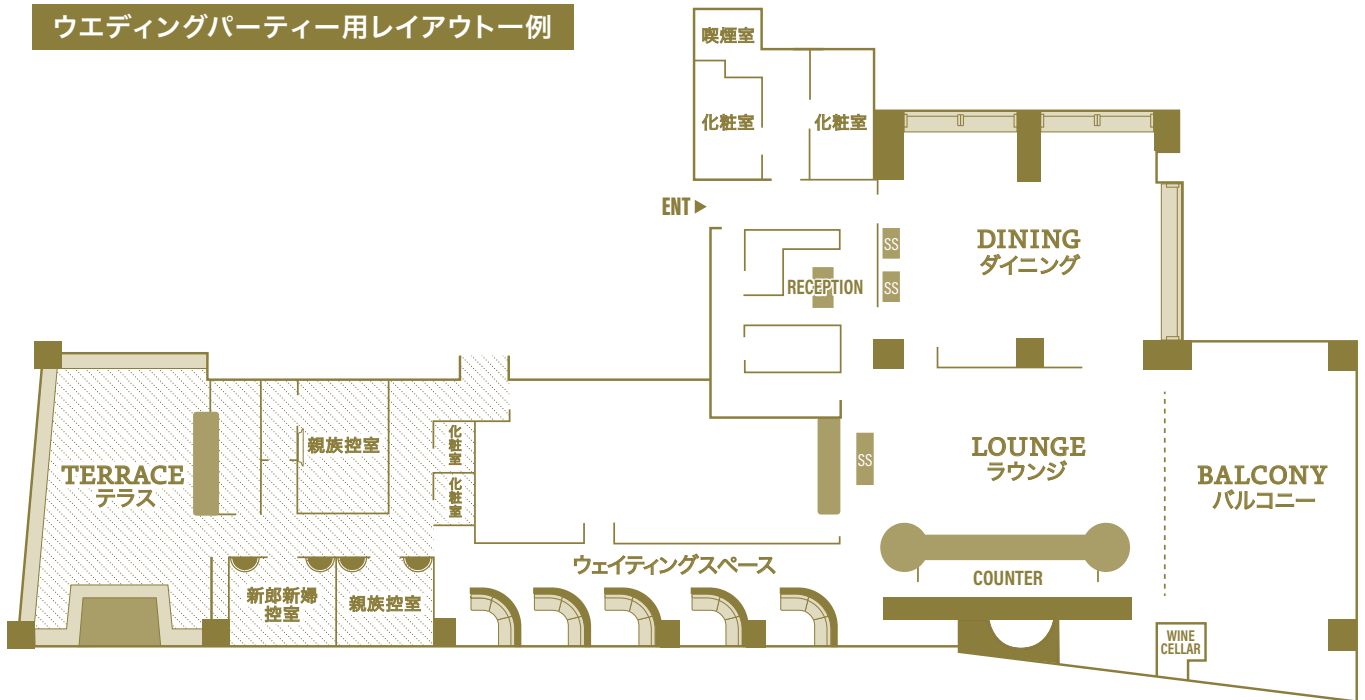 ウエディングパーティー用レイアウト一例
喫煙室
化粧室
化粧室
ENT
SS
DINING
ダイニング
SS
RECEPTION
親族控室
化粧室
化粧室
TERRACE
テラス
SS
LOUNGE
ラウンジ
BALCONY
バルコニー
ウェイティングスペース
COUNTER
新郎新婦
控室
親族控室
WINE
CELLAR